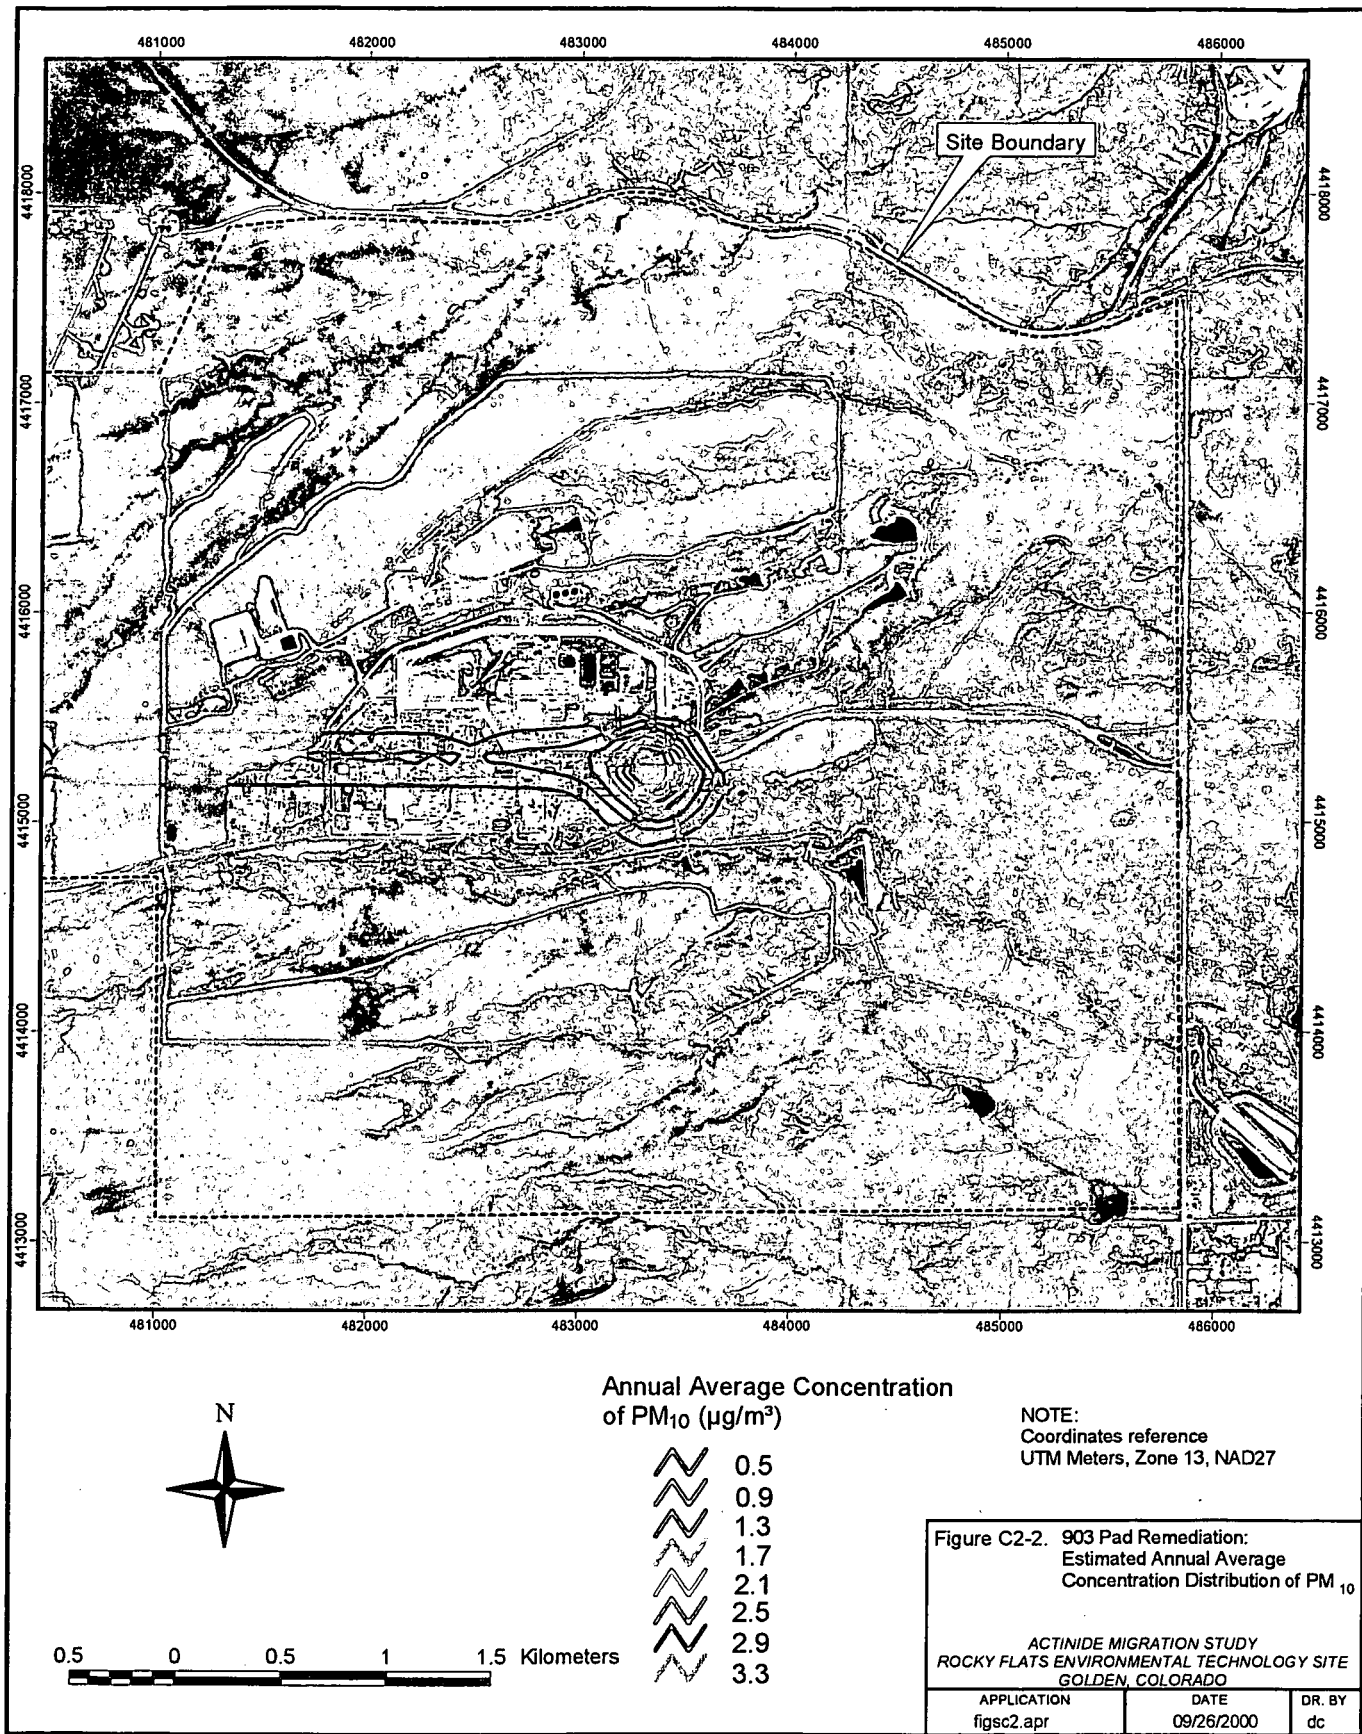 481000 482000 483000 484000 485000 486000
Site Boundary
4418000 4418000
4417000 4417000
4416000 4416000
4415000 4415000
4414000 4414000
4413000 4413000
481000 482000 483000 484000 485000 486000
Annual Average Concentration
of PM10 (µg/m³)
0.5
0.9
1.3
1.7
2.1
2.5
2.9
3.3
N
NOTE:
Coordinates reference
UTM Meters, Zone 13, NAD27
0.5 0 0.5 1 1.5 Kilometers
Figure C2-2. 903 Pad Remediation:
Estimated Annual Average
Concentration Distribution of PM 10
ACTINIDE MIGRATION STUDY
ROCKY FLATS ENVIRONMENTAL TECHNOLOGY SITE
GOLDEN, COLORADO
APPLICATION DATE DR. BY
figsc2.apr 09/26/2000 dc